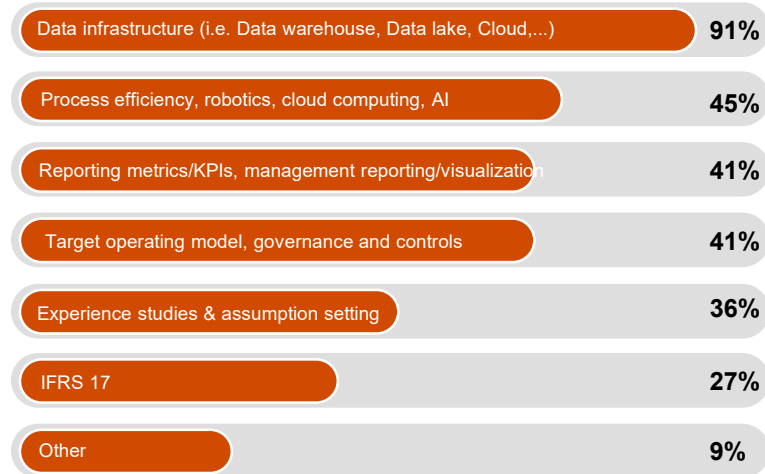 Data infrastructure (i.e. Data warehouse, Data lake, Cloud,...) 91%
Process efficiency, robotics, cloud computing, AI 45%
Reporting metrics/KPIs, management reporting/visualization 41%
Target operating model, governance and controls 41%
Experience studies & assumption setting 36%
IFRS 17 27%
Other 9%